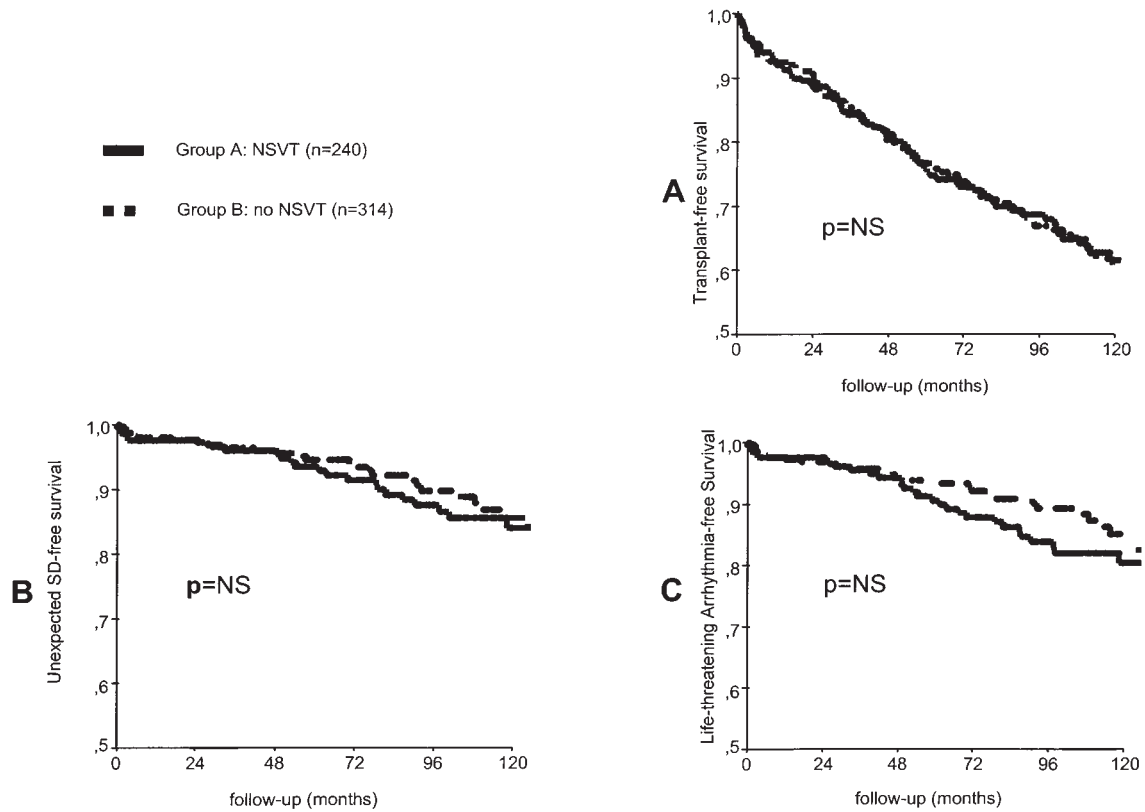 Group A: NSVT (n=240)
Group B: no NSVT (n=314)
A
Transplant-free survival
1,0
,9
,8
,7
,6
,5
p=NS
0 24 48 72 96 120
follow-up (months)
B
Unexpected SD-free survival
1,0
,9
,8
,7
,6
,5
p=NS
0 24 48 72 96 120
follow-up (months)
C
Life-threatening Arrhythmia-free Survival
1,0
,9
,8
,7
,6
,5
p=NS
0 24 48 72 96 120
follow-up (months)